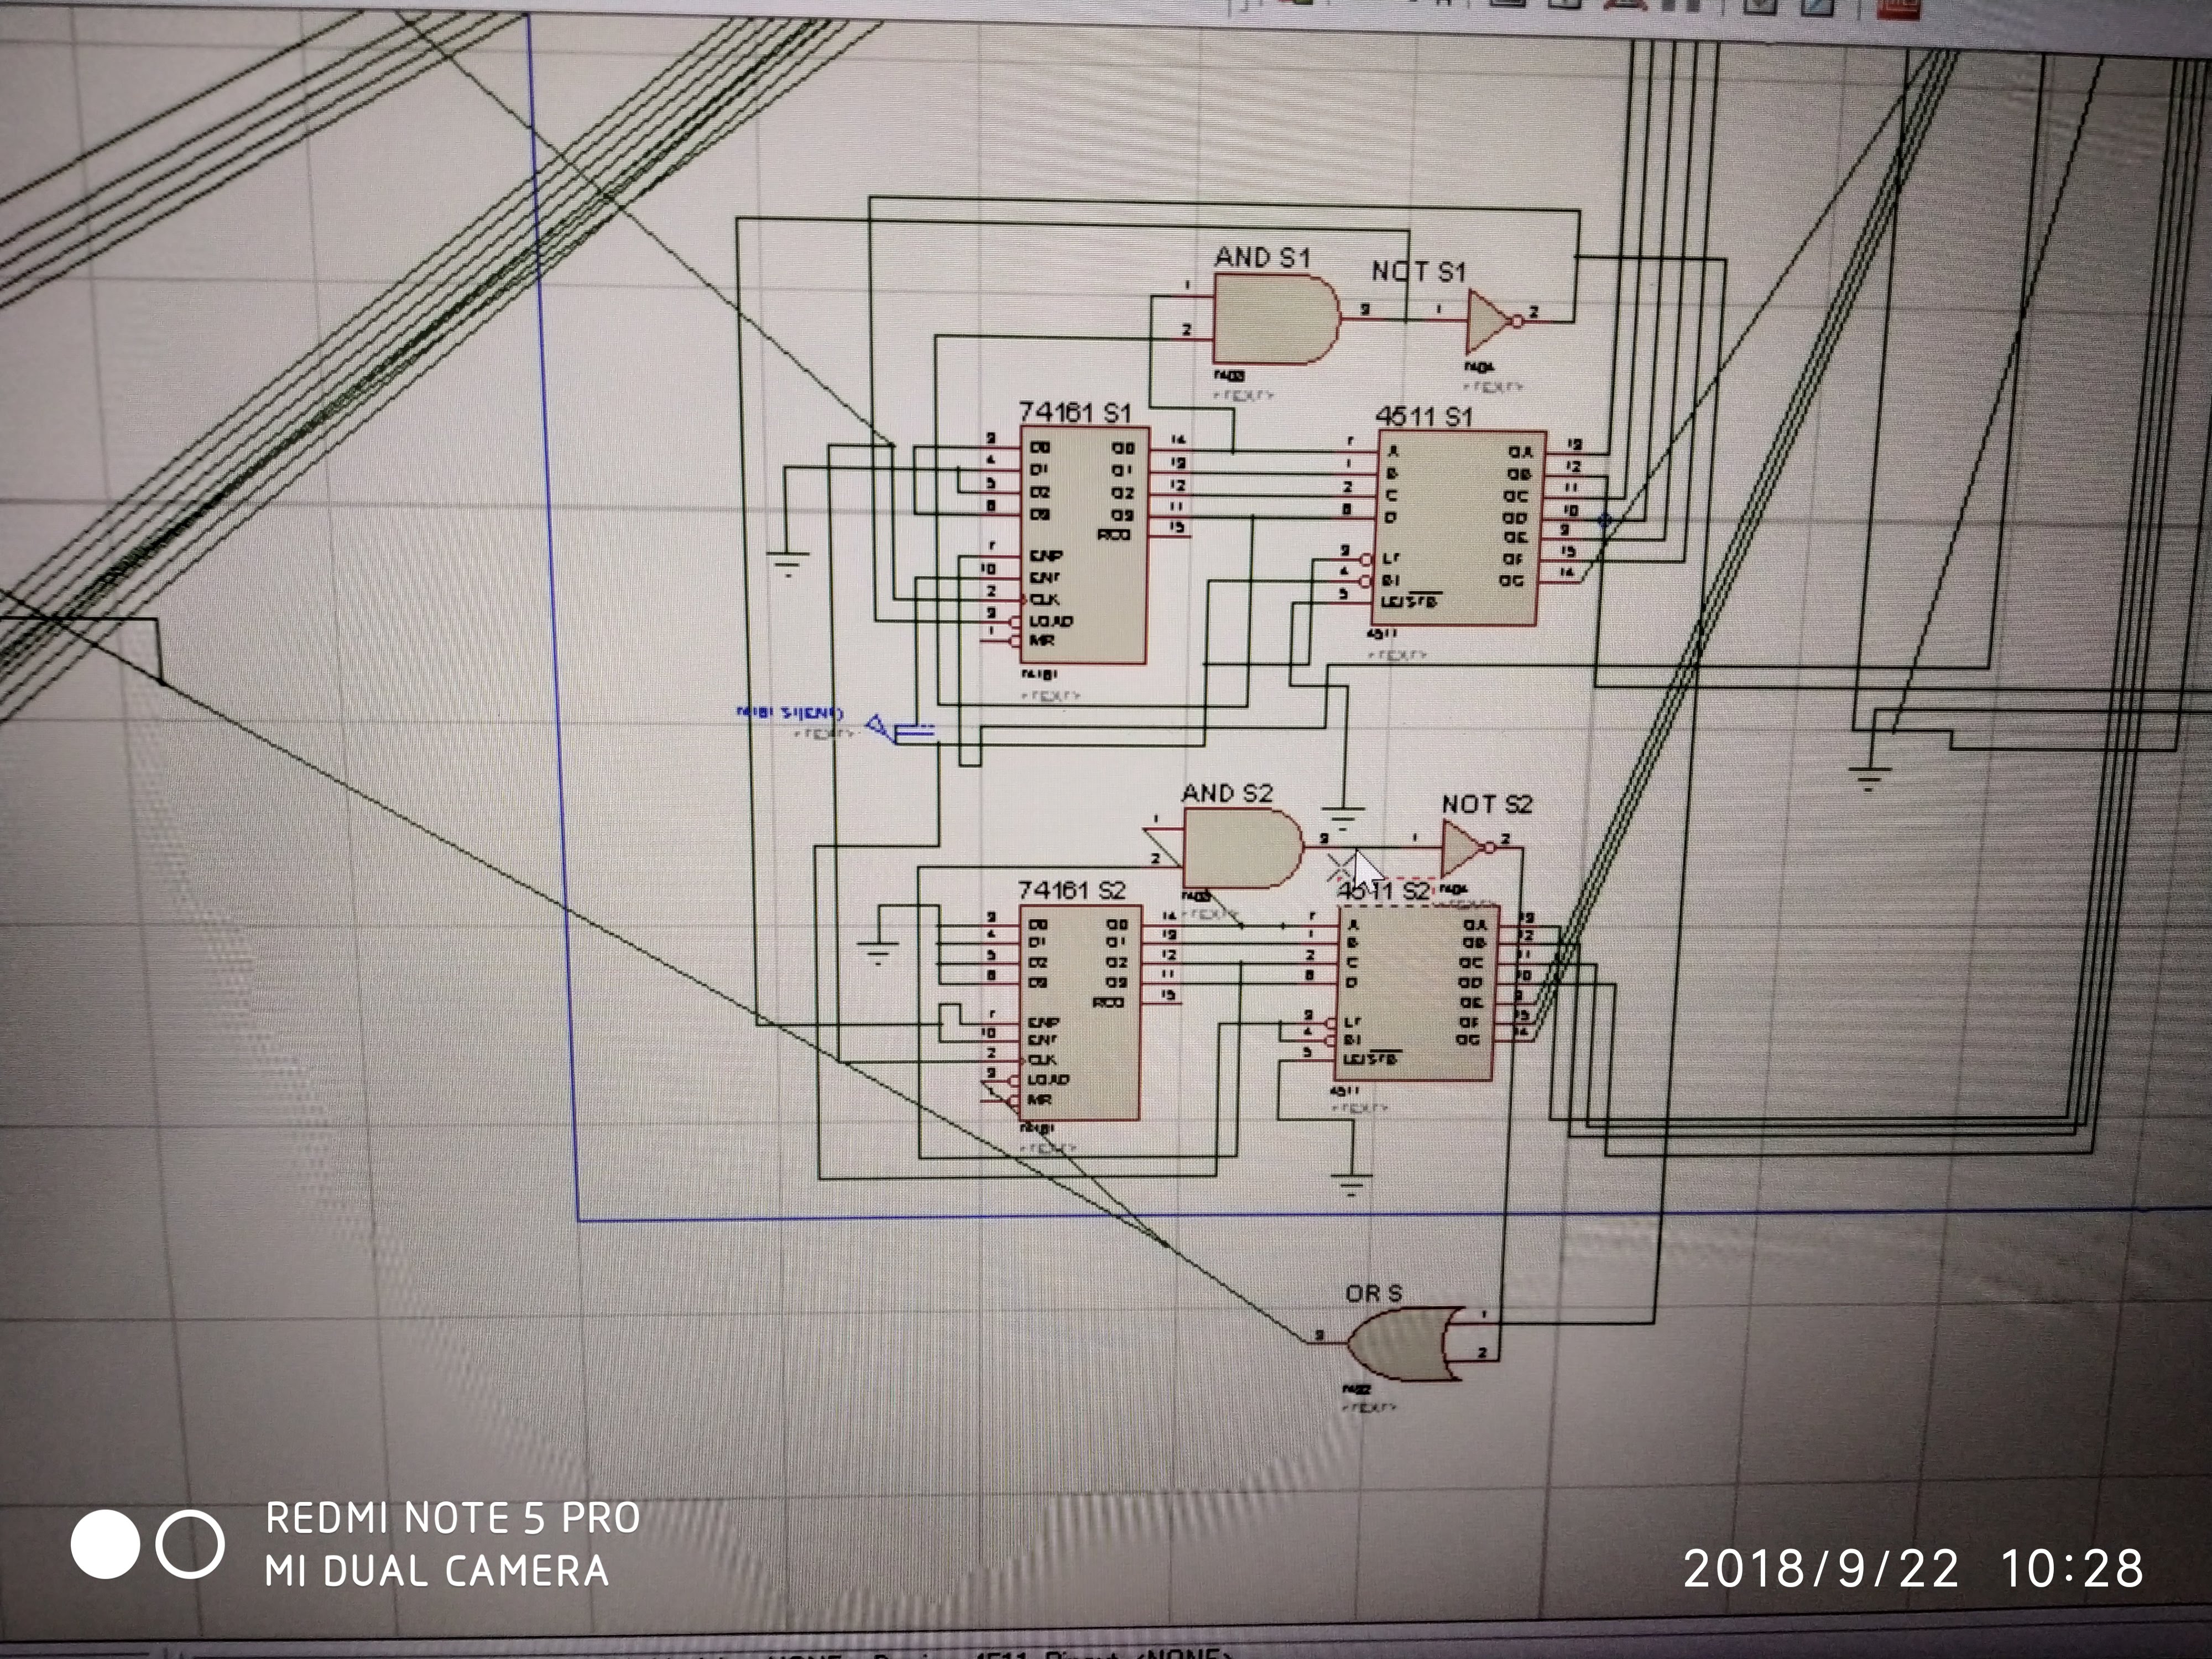 AND S1
NOT S1
1
2
3
1
2
7403
7404
<TEXT>
<TEXT>
74161 S1
4511 S1
3
4
5
6
7
10
2
9
1
D0
D1
D2
D3
ENP
ENT
CLK
LOAD
MR
Q0
Q1
Q2
Q3
RCO
14
13
12
11
15
7
1
2
6
3
4
5
A
B
C
D
LT
BI
LE/STB
QA
QB
QC
QD
QE
QF
QG
13
12
11
10
9
15
14
74161
<TEXT>
4511
<TEXT>
74161 S1(ENT)
<TEXT>
AND S2
NOT S2
1
2
3
1
2
7404
<TEXT>
74161 S2
4511 S2
3
4
5
6
7
10
2
9
1
D0
D1
D2
D3
ENP
ENT
CLK
LOAD
MR
Q0
Q1
Q2
Q3
RCO
14
13
12
11
15
7
1
2
6
3
4
5
A
B
C
D
LT
BI
LE/STB
QA
QB
QC
QD
QE
QF
QG
13
12
11
10
9
15
14
74161
<TEXT>
4511
<TEXT>
OR S
1
2
3
7432
<TEXT>
REDMI NOTE 5 PRO
MI DUAL CAMERA
2018/9/22 10:28